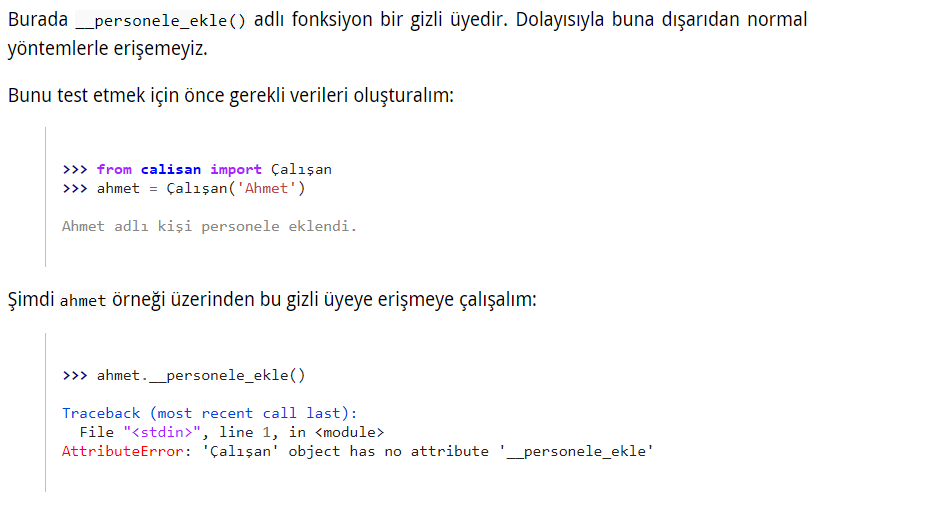 Burada __personele_ekle() adlı fonksiyon bir gizli üyedir. Dolayısıyla buna dışarıdan normal
yöntemlerle erişemeyiz.
Bunu test etmek için önce gerekli verileri oluşturalım:
>>> from calisan import Çalışan
>>> ahmet = Çalışan('Ahmet')
Ahmet adlı kişi personele eklendi.
Şimdi ahmet örneği üzerinden bu gizli üyeye erişmeye çalışalım:
>>> ahmet.__personele_ekle()
Traceback (most recent call last):
  File "<stdin>", line 1, in <module>
AttributeError: 'Çalışan' object has no attribute '__personele_ekle'